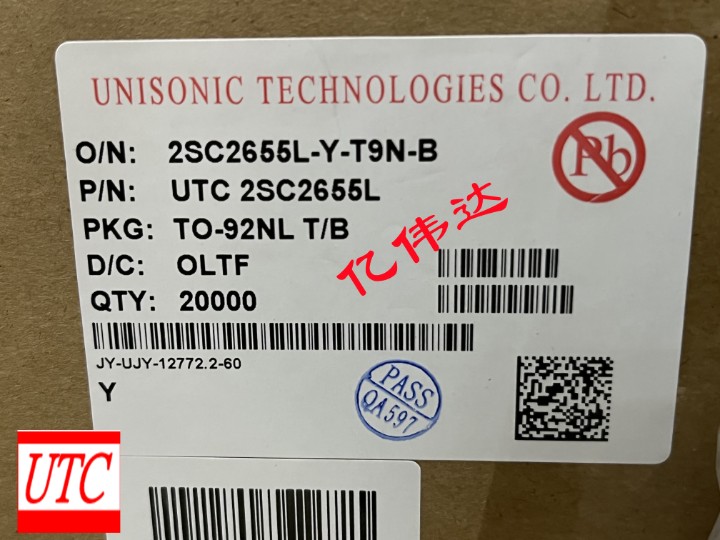 UNISONIC TECHNOLOGIES CO. LTD.
O/N: 2SC2655L-Y-T9N-B
Pb
P/N: UTC 2SC2655L
PKG: TO-92NL T/B
亿伟达
D/C: OLTF
QTY: 20000
JY-UJY-12772.2-60
Y
PASS
QA597
UTC